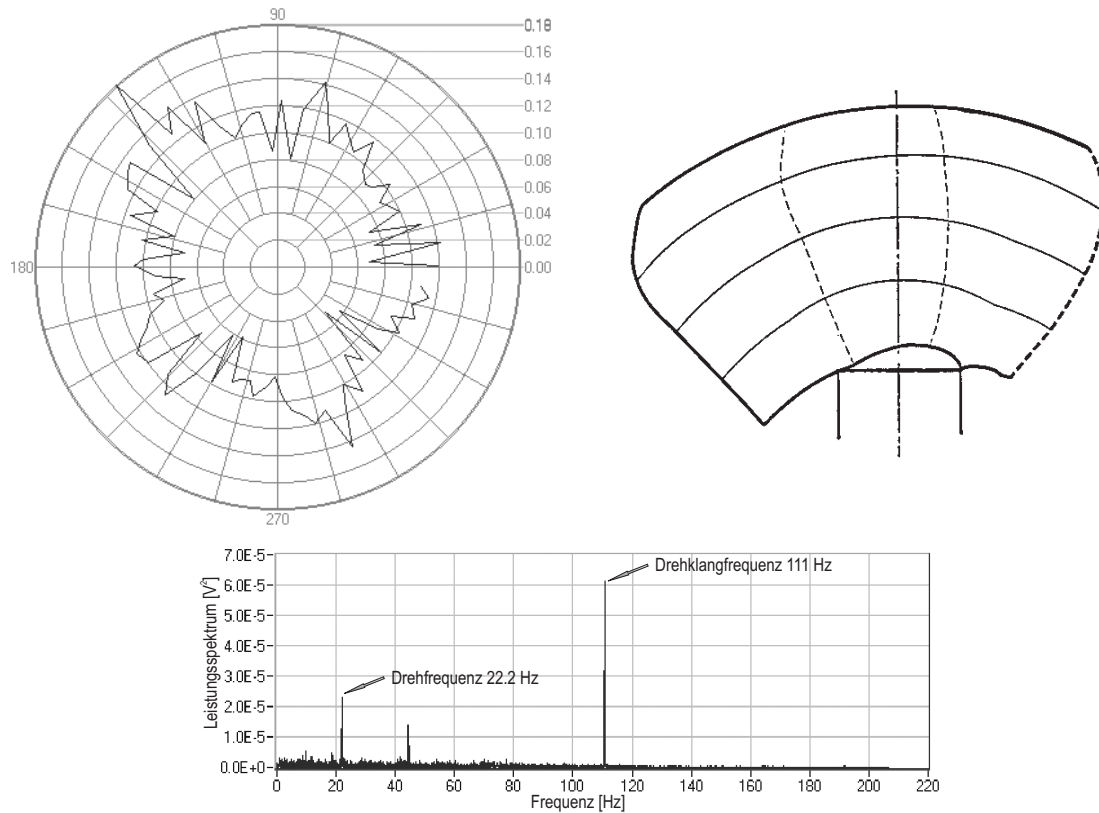 90
0.18
0.16
0.14
0.12
0.10
0.08
0.06
0.04
0.02
180
0.00
270
7.0E-5
6.0E-5
5.0E-5
4.0E-5
3.0E-5
2.0E-5
1.0E-5
0.0E+0
Leistungsspektrum [V²]
Drehklangfrequenz 111 Hz
Drehfrequenz 22.2 Hz
0 20 40 60 80 100 120 140 160 180 200 220
Frequenz [Hz]